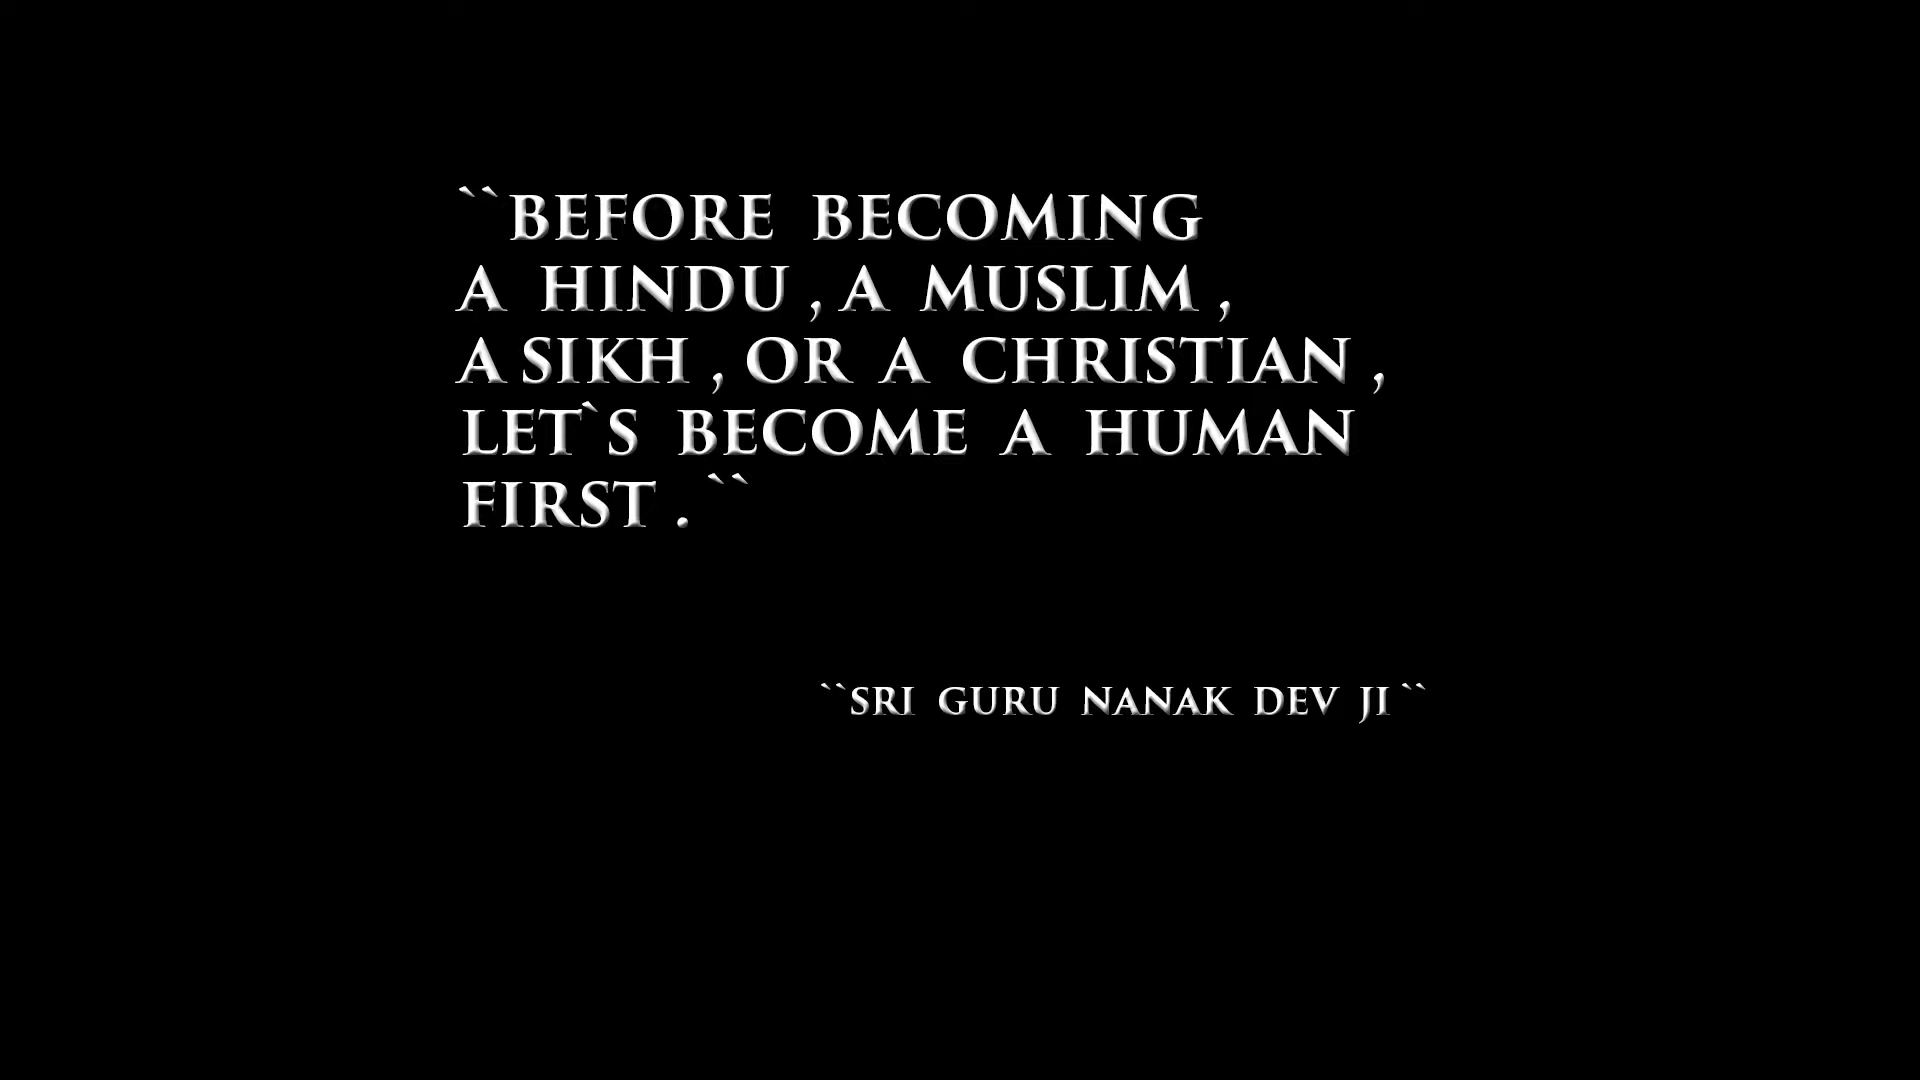 ``BEFORE BECOMING
A HINDU , A MUSLIM ,
A SIKH , OR A CHRISTIAN ,
LET`S BECOME A HUMAN
FIRST . ``
``SRI GURU NANAK DEV JI ``